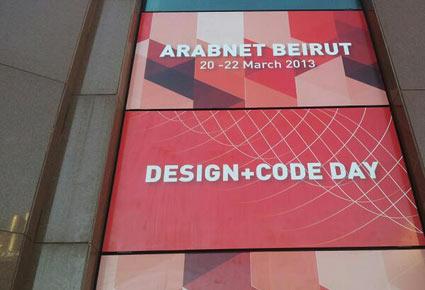 ARABNET BEIRUT
20 -22 March 2013
DESIGN+CODE DAY